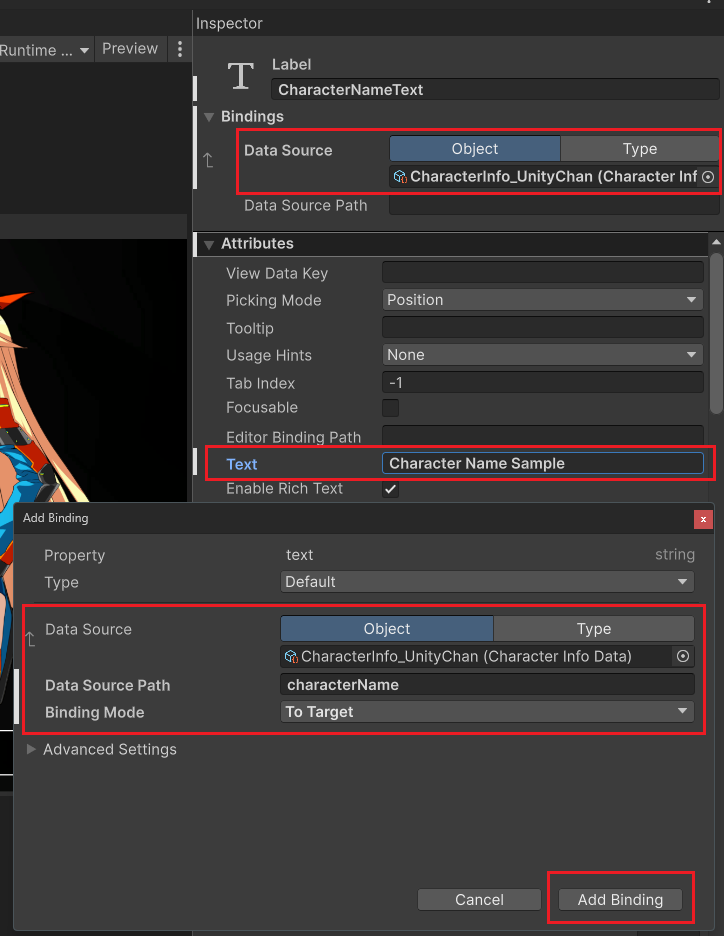 Inspector
Runtime ...
Preview
Label
CharacterNameText
Bindings
Data Source
Object
Type
CharacterInfo_UnityChan (Character Inf
Data Source Path
Attributes
View Data Key
Picking Mode
Position
Tooltip
Usage Hints
None
Tab Index
-1
Focusable
Editor Binding Path
Text
Character Name Sample
Enable Rich Text
Add Binding
x
Property
text
string
Type
Default
Data Source
Object
Type
CharacterInfo_UnityChan (Character Info Data)
Data Source Path
characterName
Binding Mode
To Target
Advanced Settings
Cancel
Add Binding